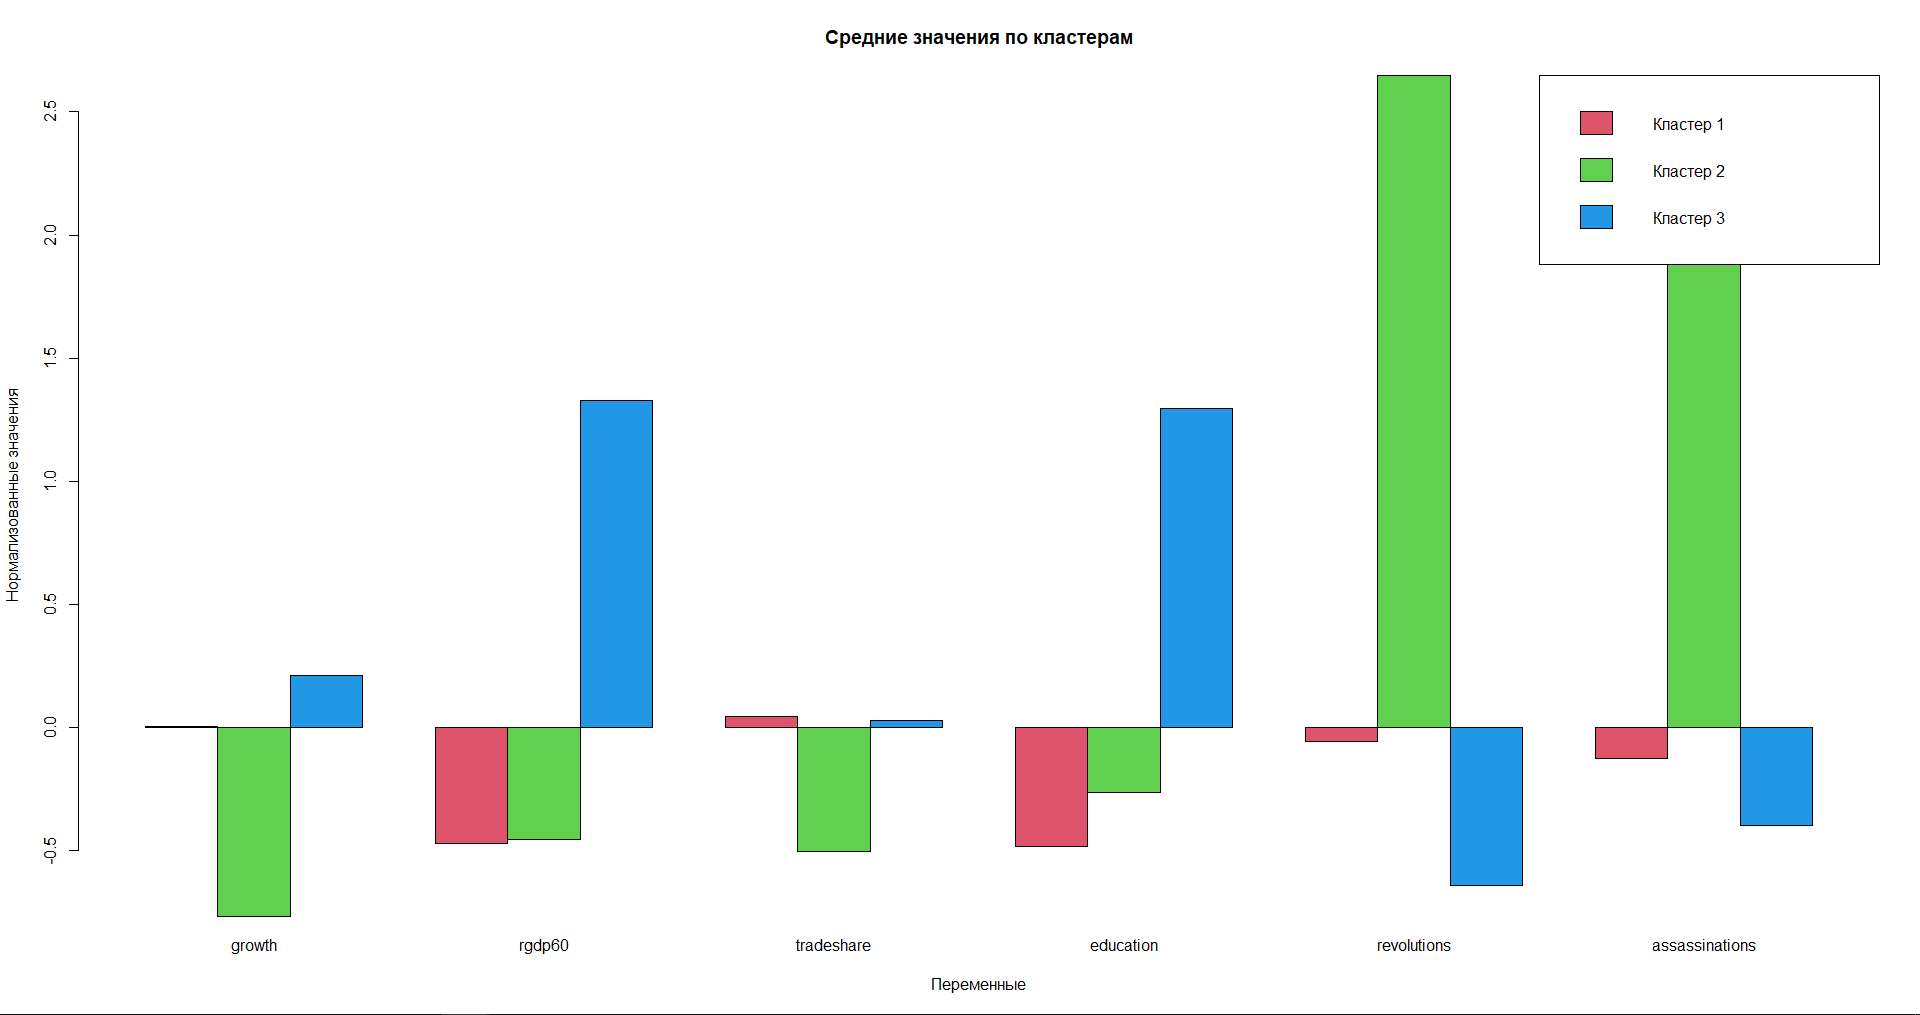 Средние значения по кластерам
Нормализованные значения
2.5
2.0
1.5
1.0
0.5
0.0
-0.5
Кластер 1
Кластер 2
Кластер 3
growth rgdp60 tradeshare education revolutions assassinations
Переменные